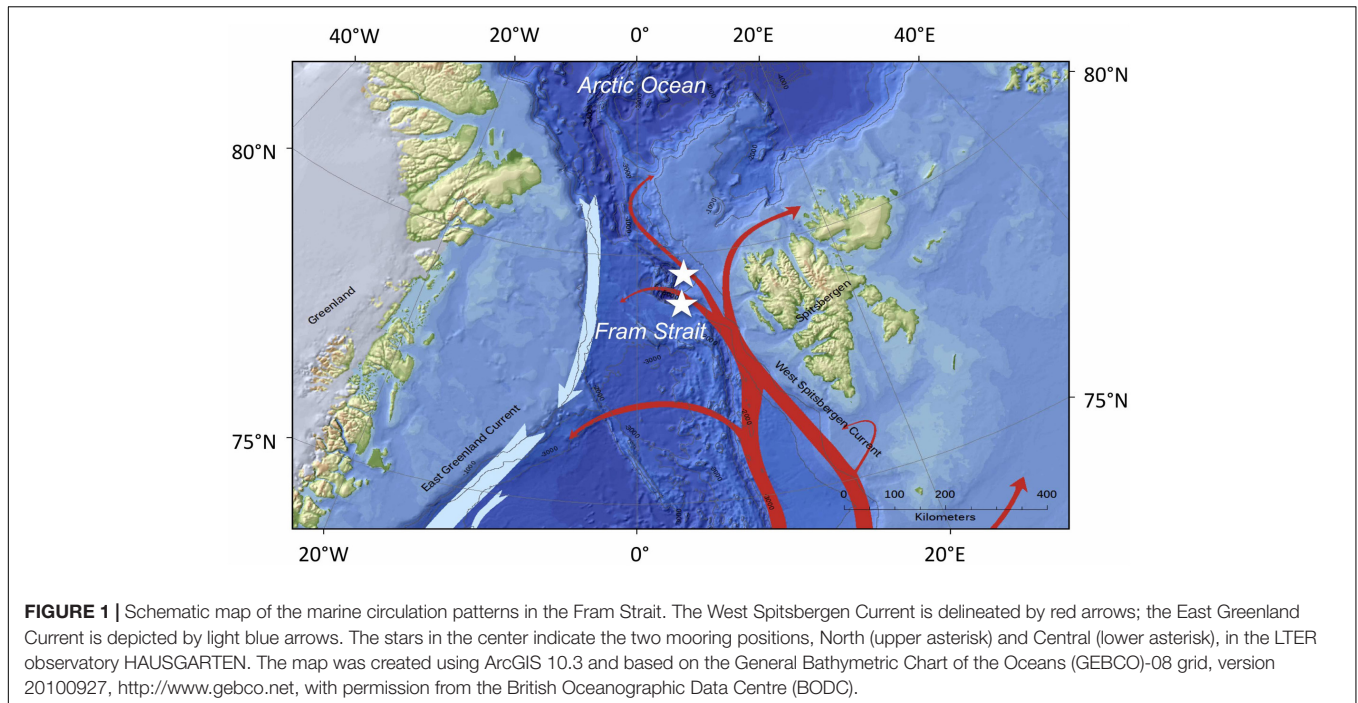 40°W 20°W 0° 20°E 40°E
80°N
80°N
75°N
75°N
Arctic Ocean
Greenland
Spitsbergen
Fram Strait
West Spitsbergen Current
East Greenland Current
0 100 200 400
Kilometers
20°W 0° 20°E
FIGURE 1 | Schematic map of the marine circulation patterns in the Fram Strait. The West Spitsbergen Current is delineated by red arrows; the East Greenland
Current is depicted by light blue arrows. The stars in the center indicate the two mooring positions, North (upper asterisk) and Central (lower asterisk), in the LTER
observatory HAUSGARTEN. The map was created using ArcGIS 10.3 and based on the General Bathymetric Chart of the Oceans (GEBCO)-08 grid, version
20100927, http://www.gebco.net, with permission from the British Oceanographic Data Centre (BODC).